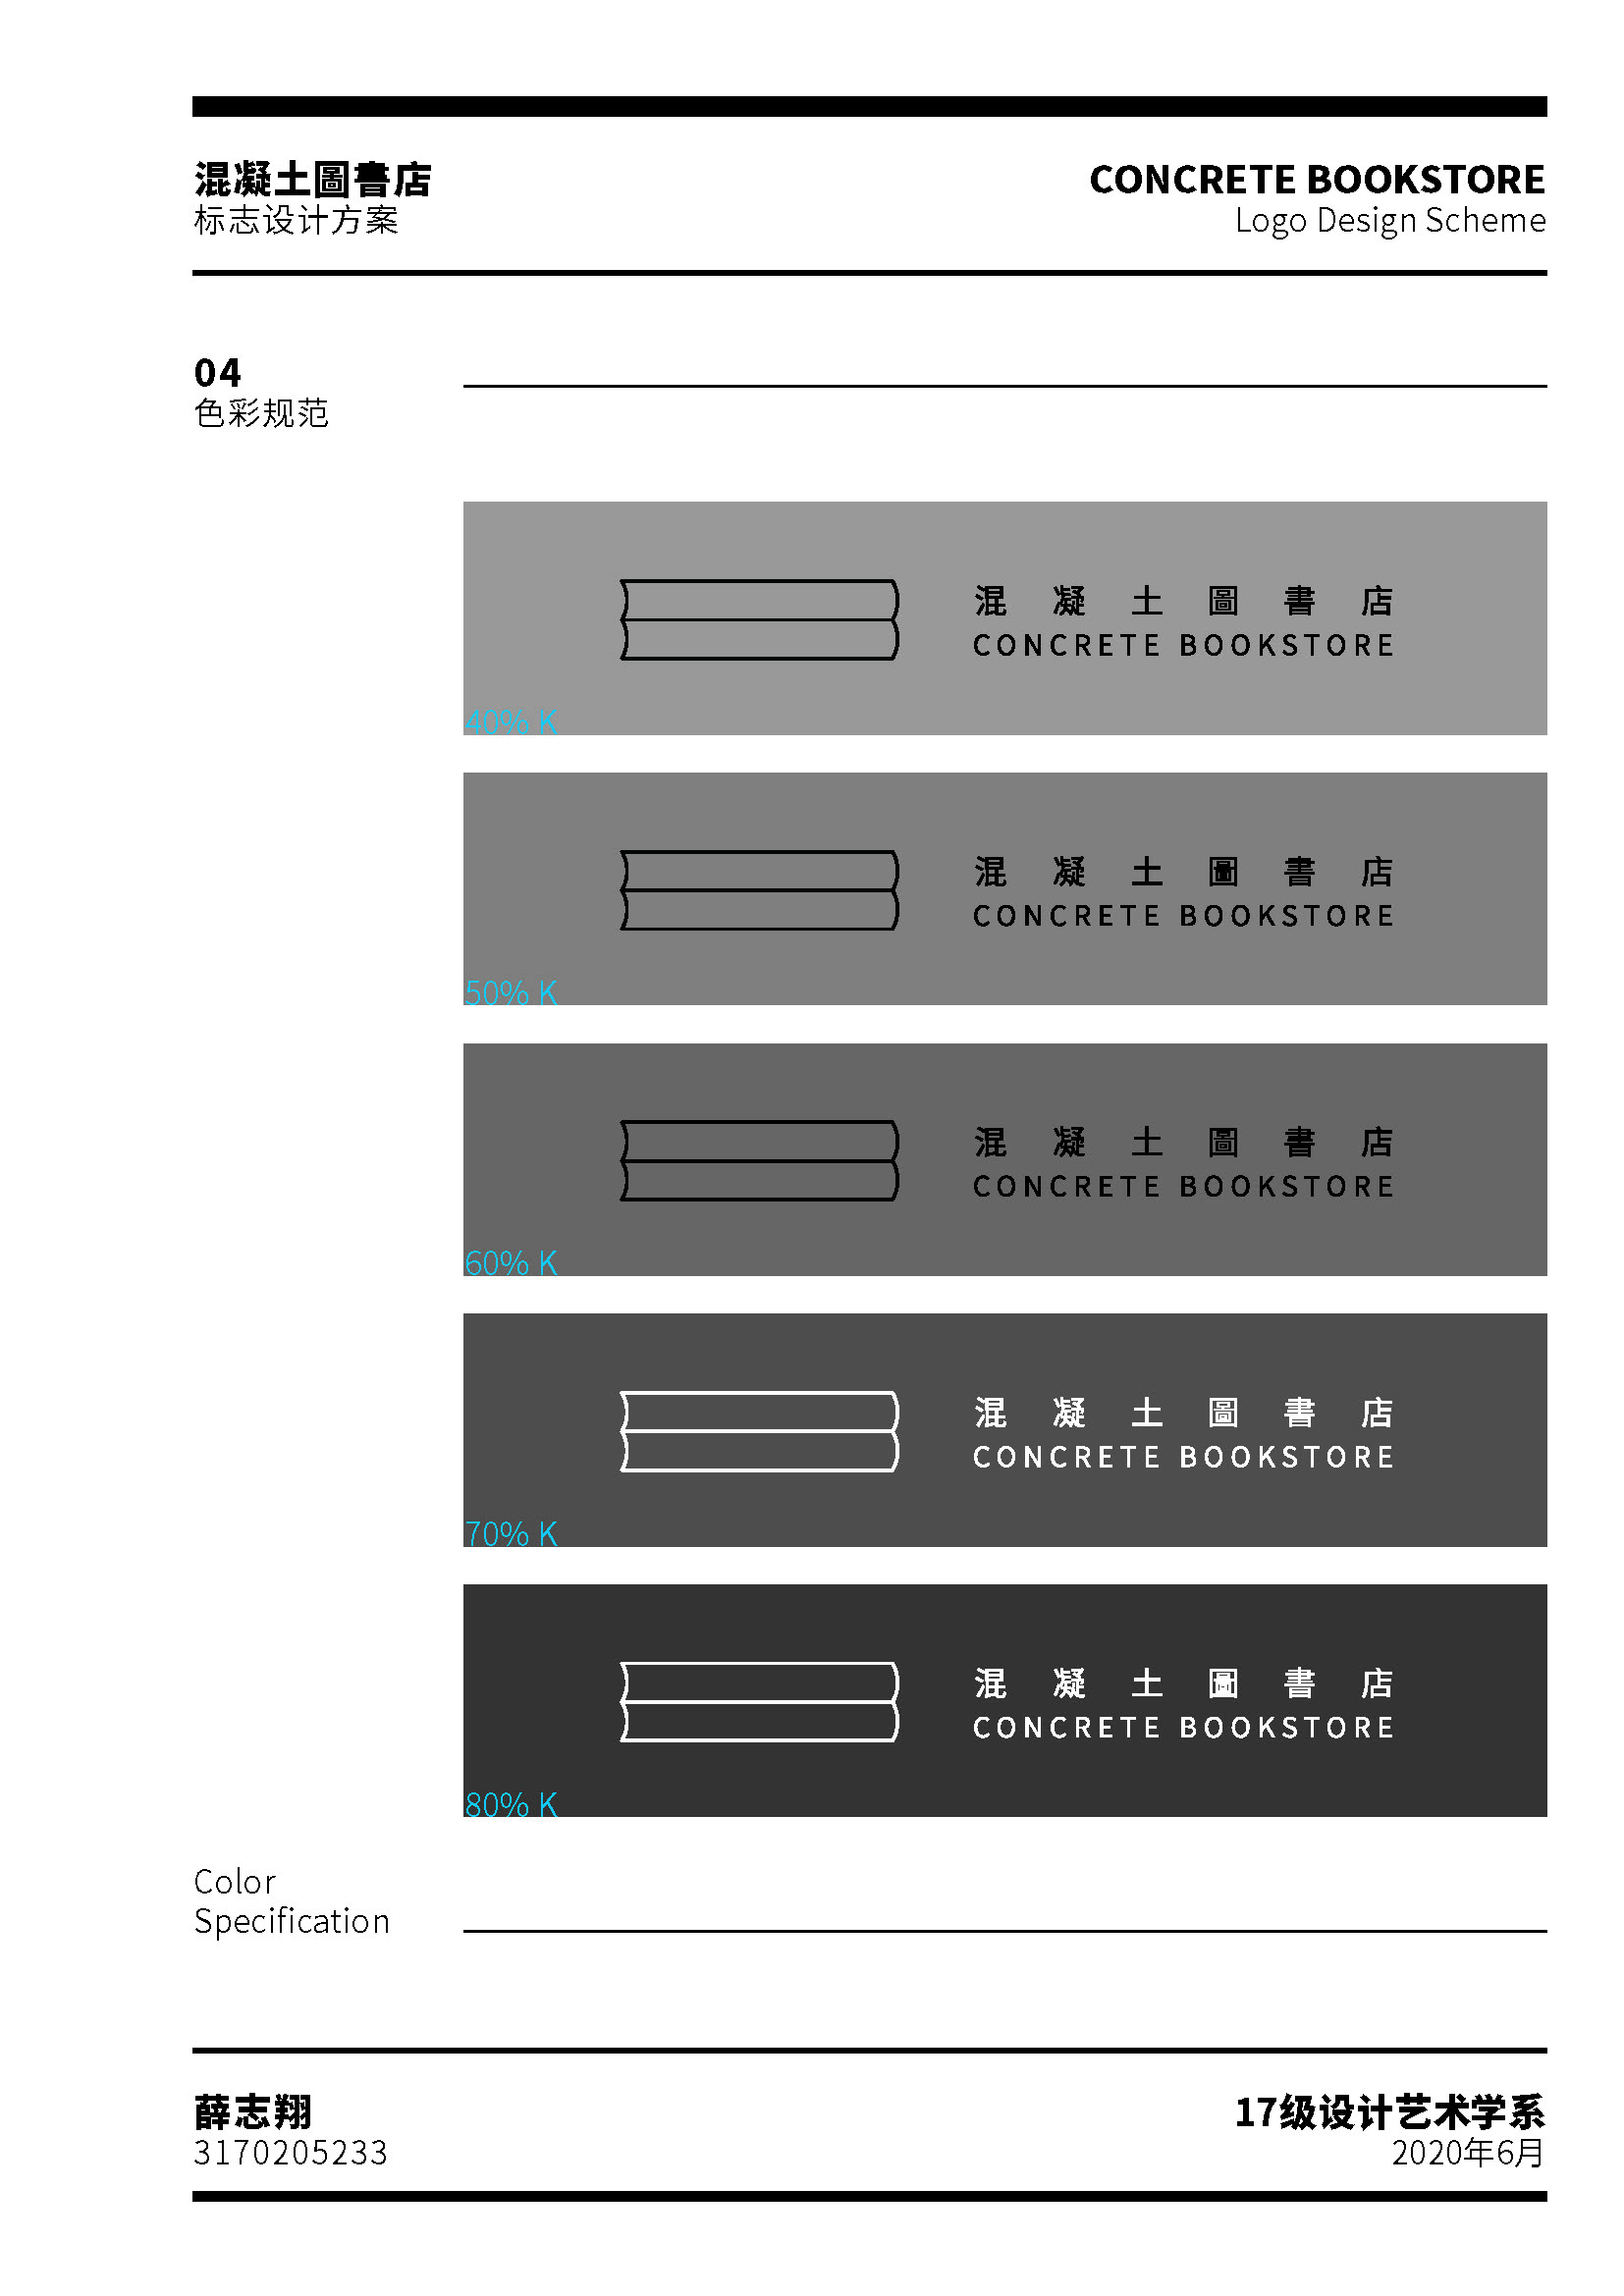 混凝土圖書店
标志设计方案
CONCRETE BOOKSTORE
Logo Design Scheme
04
色彩规范
混凝土圖書店
CONCRETE BOOKSTORE
40% K
混凝土圖書店
CONCRETE BOOKSTORE
50% K
混凝土圖書店
CONCRETE BOOKSTORE
60% K
混凝土圖書店
CONCRETE BOOKSTORE
70% K
混凝土圖書店
CONCRETE BOOKSTORE
80% K
Color
Specification
薛志翔
3170205233
17级设计艺术学系
2020年6月